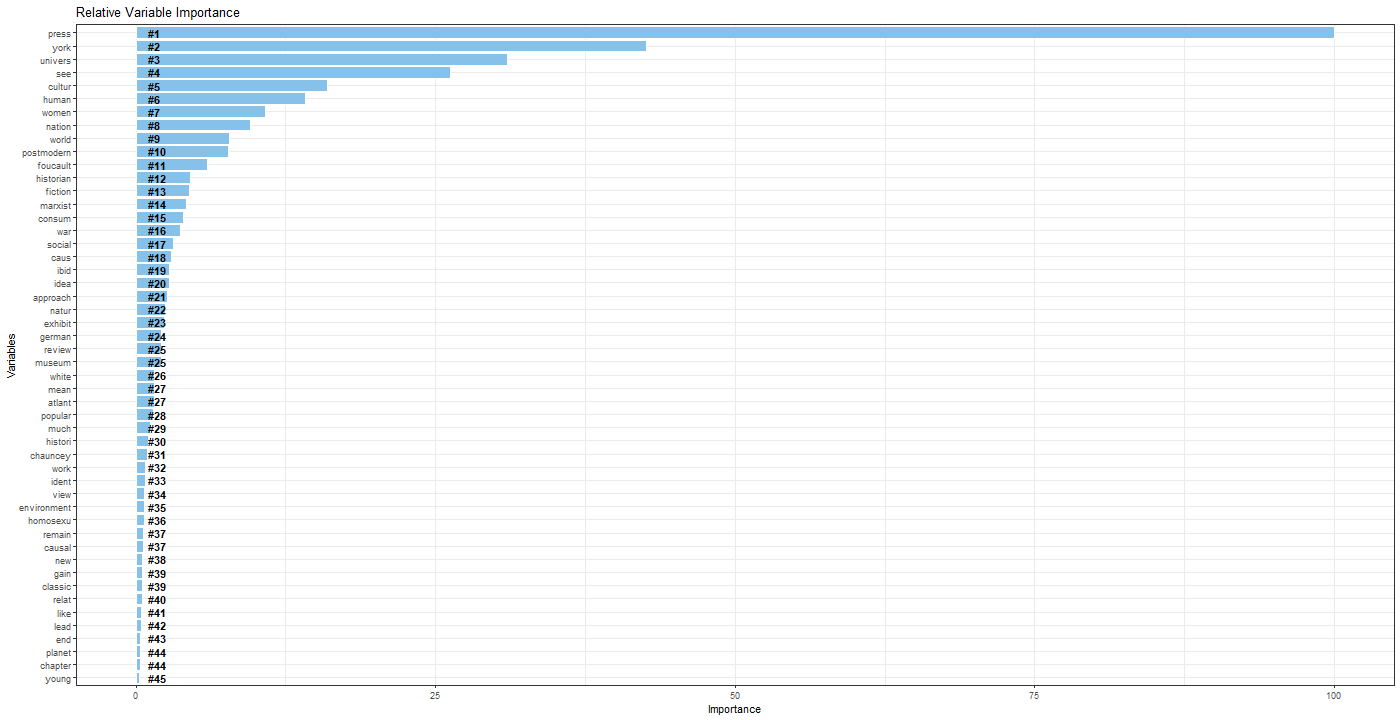 Relative Variable Importance
press #1
york #2
univers #3
see #4
cultur #5
human #6
women #7
nation #8
world #9
postmodern #10
foucault #11
historian #12
fiction #13
marxist #14
consum #15
war #16
social #17
caus #18
ibid #19
idea #20
approach #21
natur #22
exhibit #23
german #24
review #25
museum #25
white #26
mean #27
atlant #27
popular #28
much #29
histori #30
chauncey #31
work #32
ident #33
view #34
environment #35
homosexu #36
remain #37
causal #37
new #38
gain #39
classic #39
relat #40
like #41
lead #42
end #43
planet #44
chapter #44
young #45
0 25 50 75 100
Importance
Variables